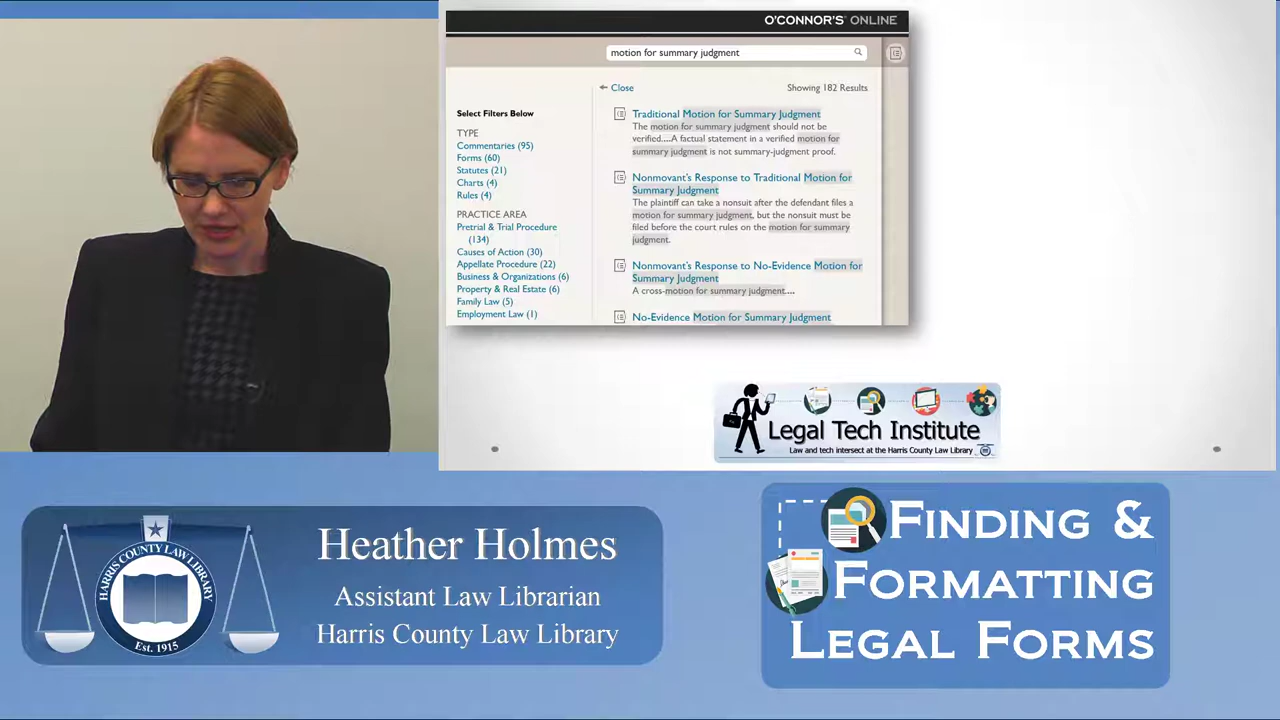 O'CONNOR'S ONLINE
motion for summary judgment
Close
Showing 182 Results
Select Filters Below
TYPE
Commentaries (95)
Forms (60)
Statutes (21)
Charts (4)
Rules (4)
PRACTICE AREA
Pretrial & Trial Procedure
(134)
Causes of Action (30)
Appellate Procedure (22)
Business & Organizations (6)
Property & Real Estate (6)
Family Law (5)
Employment Law (1)
Traditional Motion for Summary Judgment
The motion for summary judgment should not be
verified....A factual statement in a verified motion for
summary judgment is not summary-judgment proof.
Nonmovant's Response to Traditional Motion for
Summary Judgment
The plaintiff can take a nonsuit after the defendant files a
motion for summary judgment, but the nonsuit must be
filed before the court rules on the motion for summary
judgment.
Nonmovant's Response to No-Evidence Motion for
Summary Judgment
A cross-motion for summary judgment....
No-Evidence Motion for Summary Judgment
Legal Tech Institute
Law and tech intersect at the Harris County Law Library
HARRIS COUNTY LAW LIBRARY
Est. 1915
Heather Holmes
Assistant Law Librarian
Harris County Law Library
FINDING &
FORMATTING
LEGAL FORMS